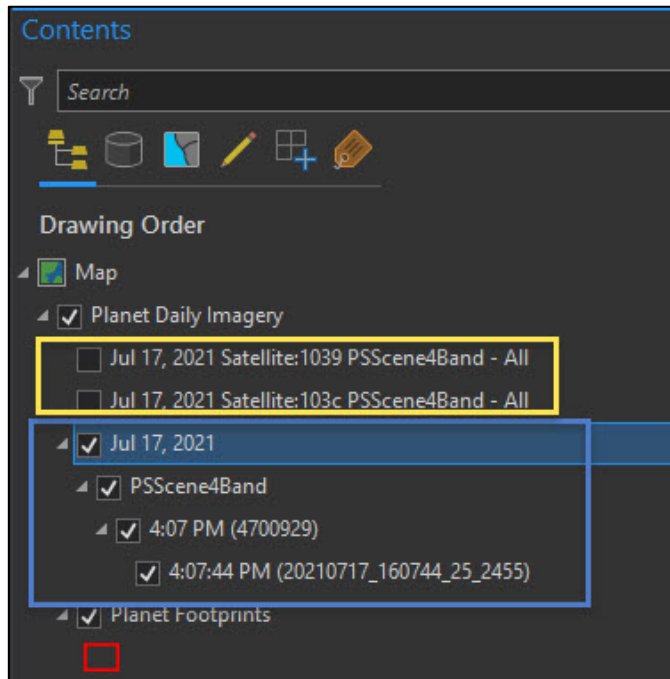 Contents
Search
Drawing Order
Map
Planet Daily Imagery
Jul 17, 2021 Satellite:1039 PSScene4Band - All
Jul 17, 2021 Satellite:103c PSScene4Band - All
Jul 17, 2021
PSScene4Band
4:07 PM (4700929)
4:07:44 PM (20210717_160744_25_2455)
Planet Footprints